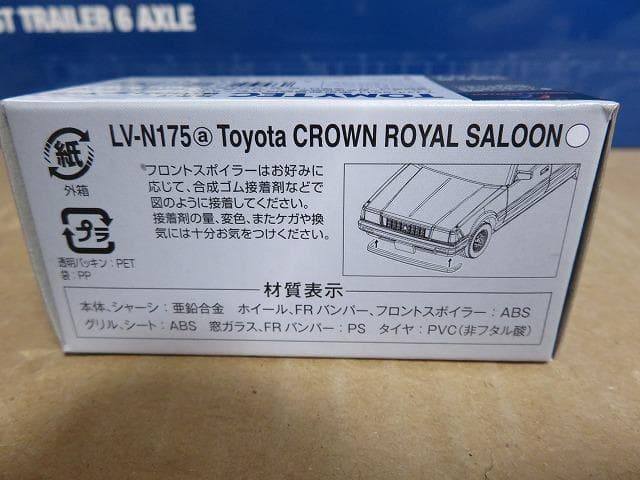 ST TRAILER 6 AXLE
TOMYTEC
LV-N175ⓐ Toyota CROWN ROYAL SALOON
紙
外箱
プラ
透明パッキン：PET
袋：PP
*フロントスポイラーはお好みに
応じて、合成ゴム接着剤などで
図のように接着してください。
接着剤の量、変色、またケガや換
気には十分お気をつけください。
材質表示
本体、シャーシ：亜鉛合金 ホイール、FRバンパー、フロントスポイラー：ABS
グリル、シート：ABS 窓ガラス、FRバンパー：PS タイヤ：PVC(非フタル酸)